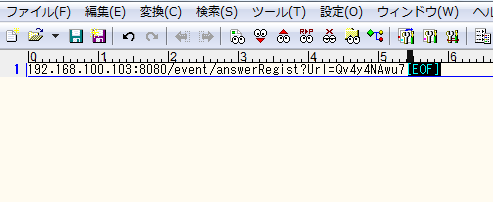 ファイル(F) 編集(E) 変換(C) 検索(S) ツール(T) 設定(O) ウィンドウ(W) ヘル
0 1 2 3 4 5 6
1 192.168.100.103:8080/event/answerRegist?Url=Qv4y4NAwu7[EOF]